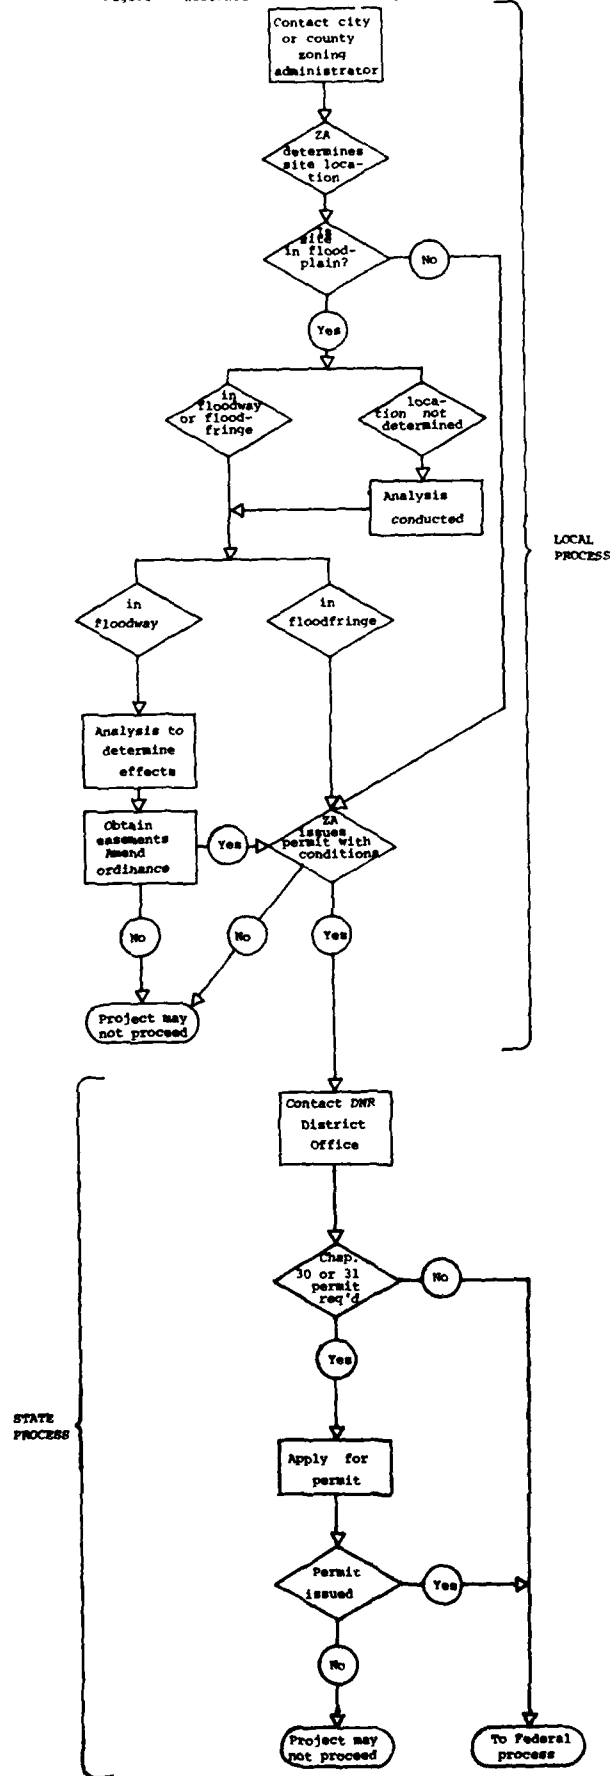 Contact city
or county
zoning
administrator
ZA
determines
site loca-
tion
is
site
in flood-
plain?
No
Yes
in
floodway
or flood-
fringe
loca-
tion not
determined
Analysis
conducted
LOCAL
PROCESS
in
floodway
in
floodfringe
Analysis to
determine
effects
Obtain
easements
Amend
ordinance
Yes
ZA
issues
permit with
conditions
No
No
Yes
Project may
not proceed
Contact DNR
District
Office
Chap.
30 or 31
permit
req'd
No
Yes
STATE
PROCESS
Apply for
permit
Permit
issued
Yes
No
Project may
not proceed
To Federal
process